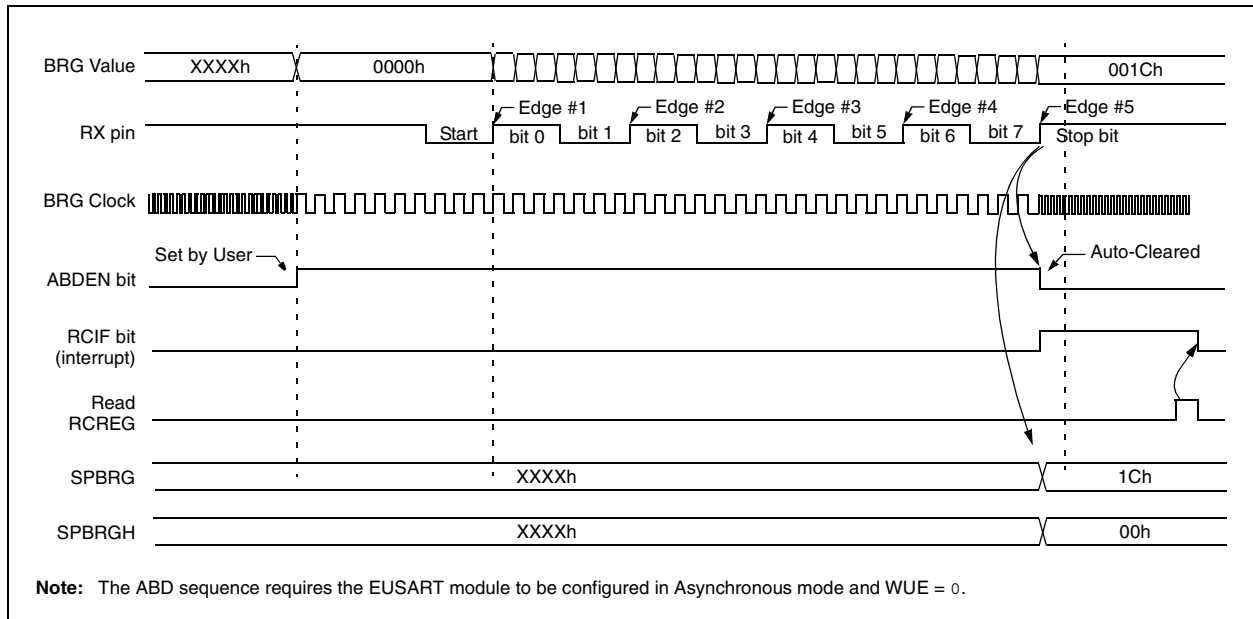 BRG Value XXXXh 0000h 001Ch
Edge #1 Edge #2 Edge #3 Edge #4 Edge #5
RX pin Start bit 0 bit 1 bit 2 bit 3 bit 4 bit 5 bit 6 bit 7 Stop bit
BRG Clock
Set by User Auto-Cleared
ABDEN bit
RCIF bit
(interrupt)
Read
RCREG
SPBRG XXXXh 1Ch
SPBRGH XXXXh 00h
Note: The ABD sequence requires the EUSART module to be configured in Asynchronous mode and WUE = 0.